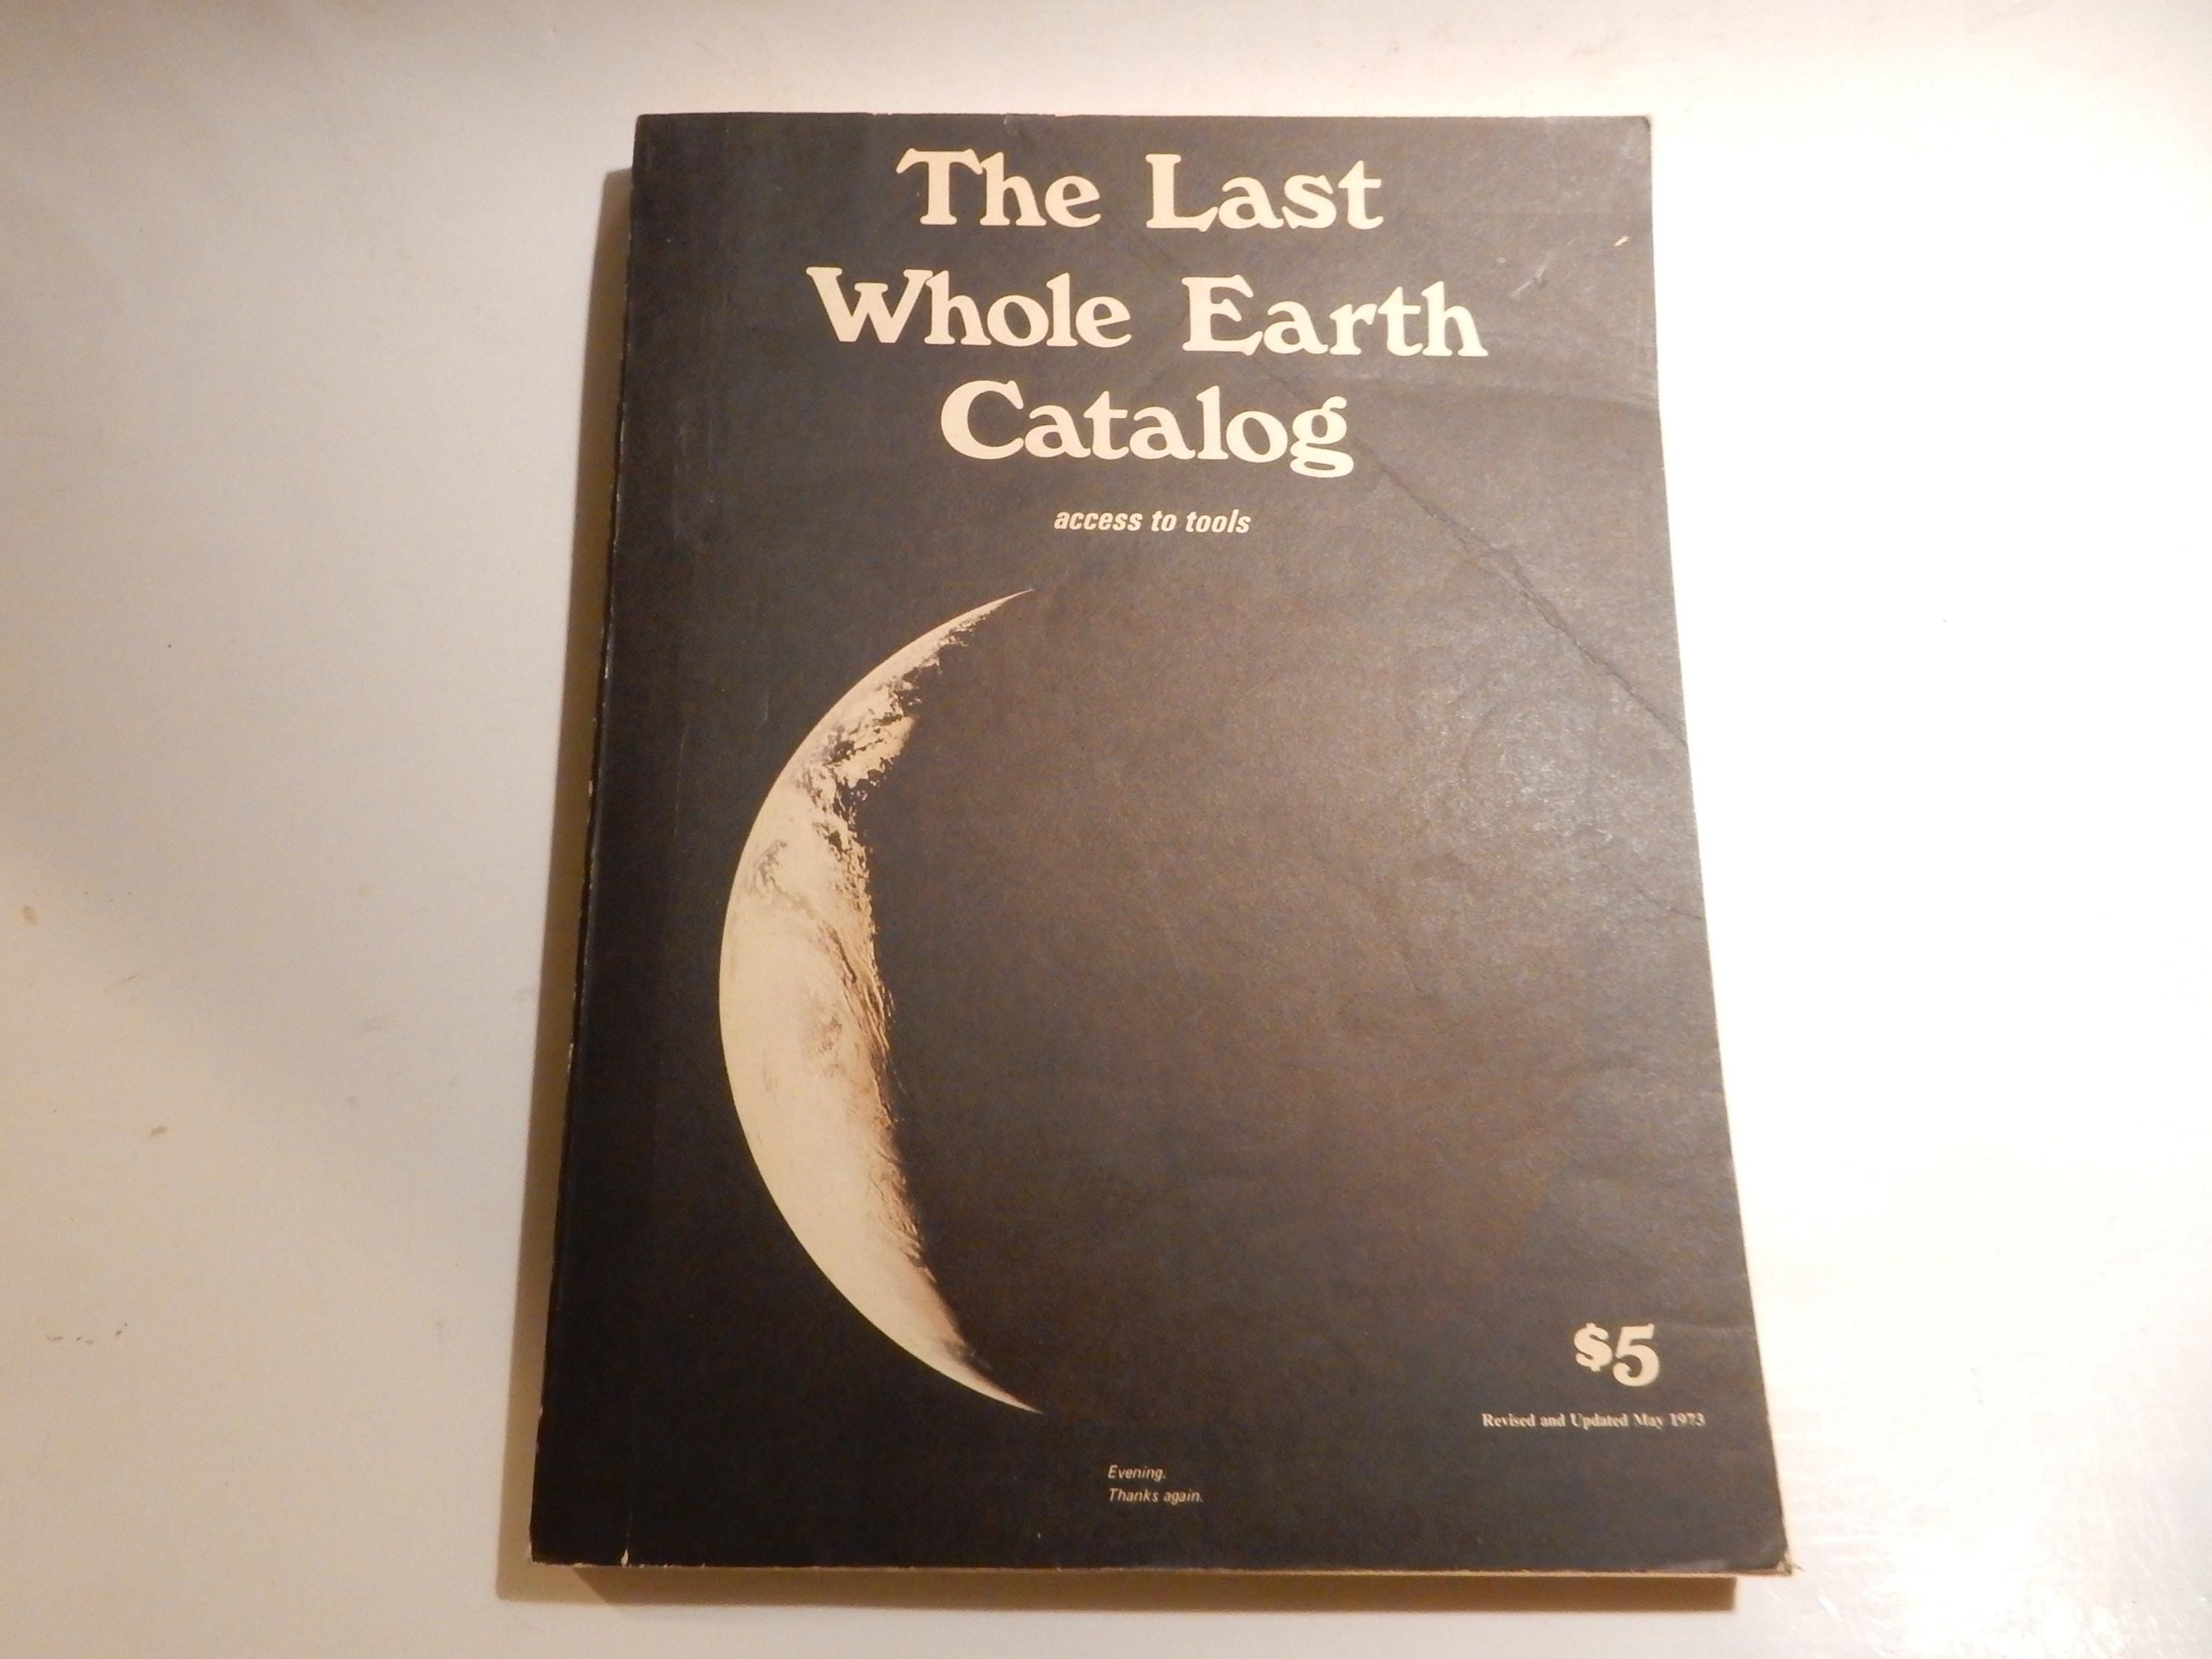 The Last
Whole Earth
Catalog
access to tools
$5
Revised and Updated May 1973
Evening.
Thanks again.